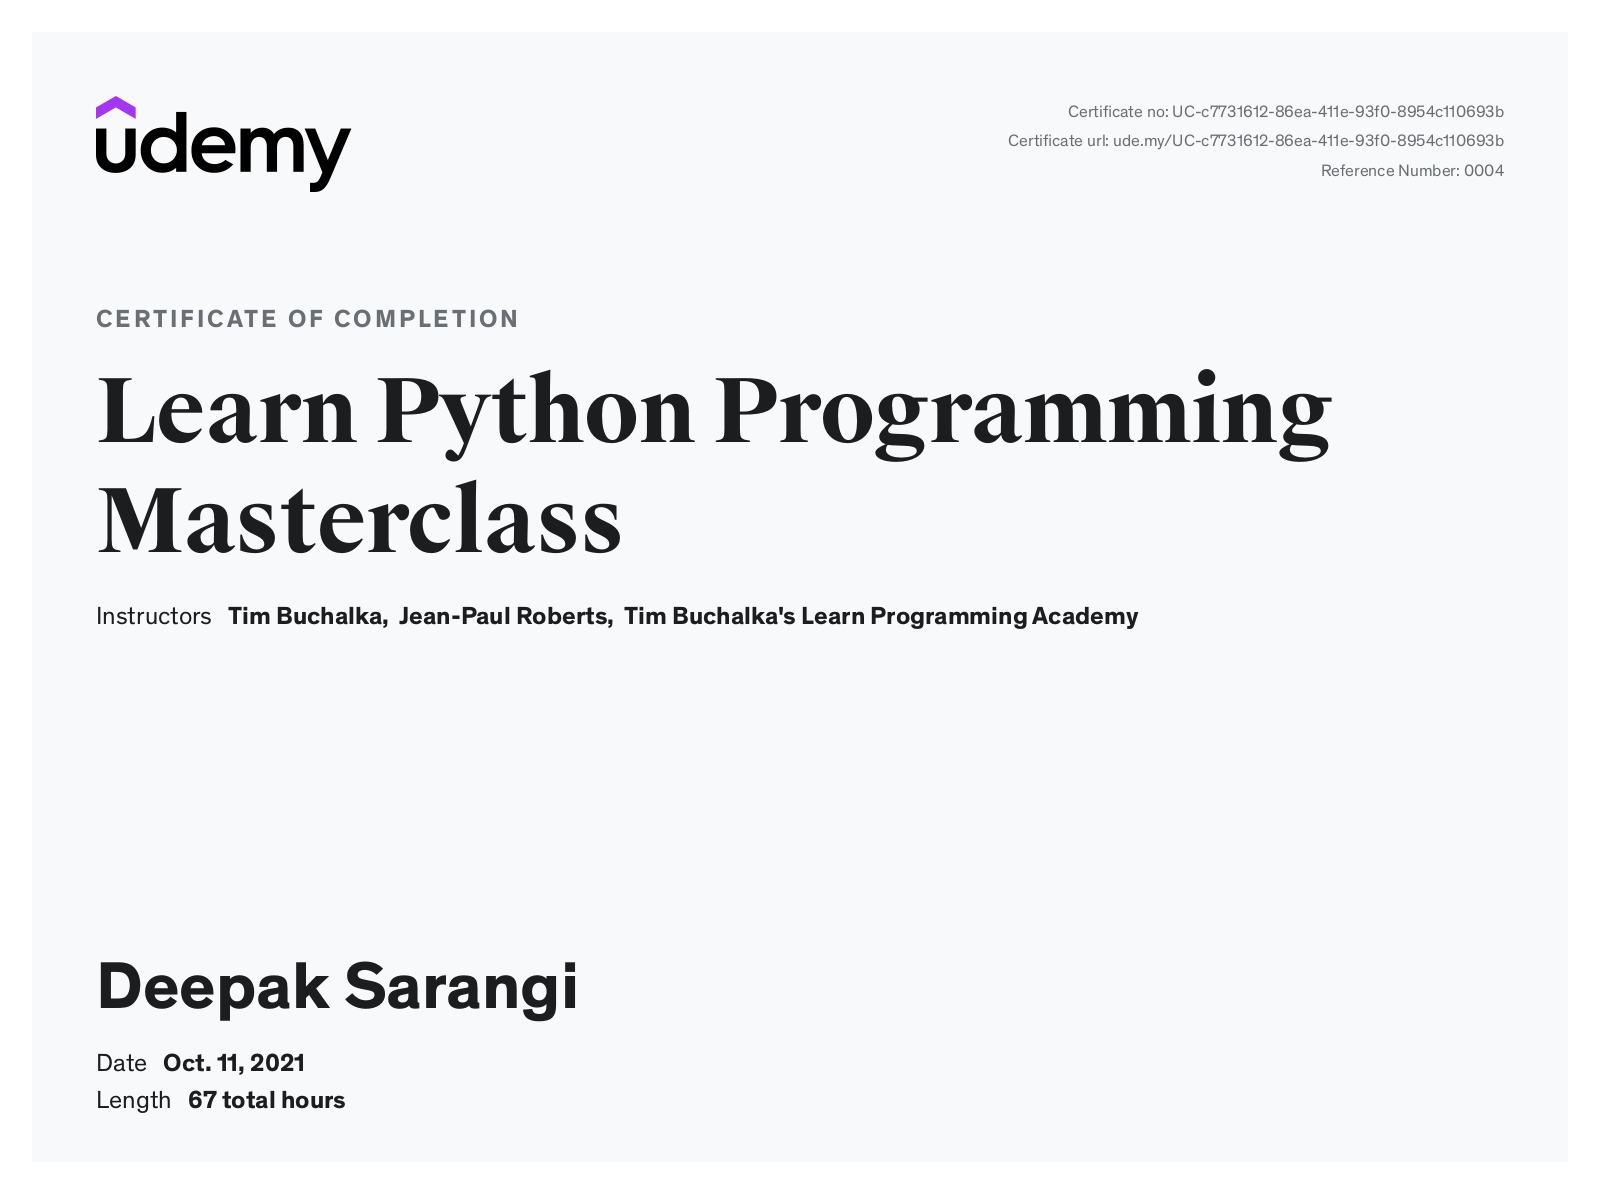 udemy
Certificate no: UC-c7731612-86ea-411e-93f0-8954c110693b
Certificate url: ude.my/UC-c7731612-86ea-411e-93f0-8954c110693b
Reference Number: 0004
CERTIFICATE OF COMPLETION
Learn Python Programming
Masterclass
Instructors Tim Buchalka, Jean-Paul Roberts, Tim Buchalka's Learn Programming Academy
Deepak Sarangi
Date Oct. 11, 2021
Length 67 total hours